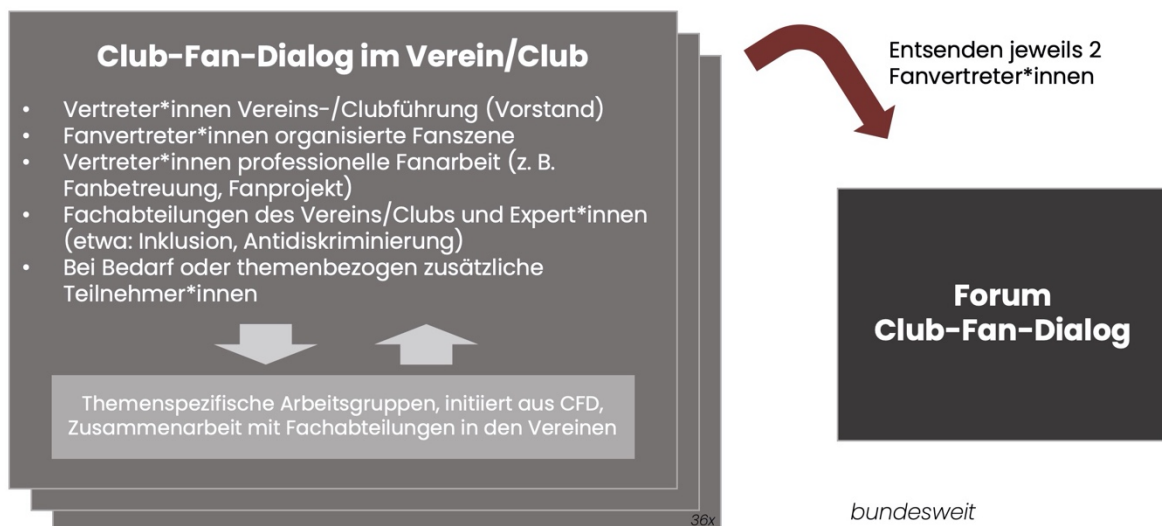 Club-Fan-Dialog im Verein/Club
• Vertreter*innen Vereins-/Clubführung (Vorstand)
• Fanvertreter*innen organisierte Fanszene
• Vertreter*innen professionelle Fanarbeit (z. B.
Fanbetreuung, Fanprojekt)
• Fachabteilungen des Vereins/Clubs und Expert*innen
(etwa: Inklusion, Antidiskriminierung)
• Bei Bedarf oder themenbezogen zusätzliche
Teilnehmer*innen
Themenspezifische Arbeitsgruppen, initiiert aus CFD,
Zusammenarbeit mit Fachabteilungen in den Vereinen
36x
Entsenden jeweils 2
Fanvertreter*innen
Forum
Club-Fan-Dialog
bundesweit